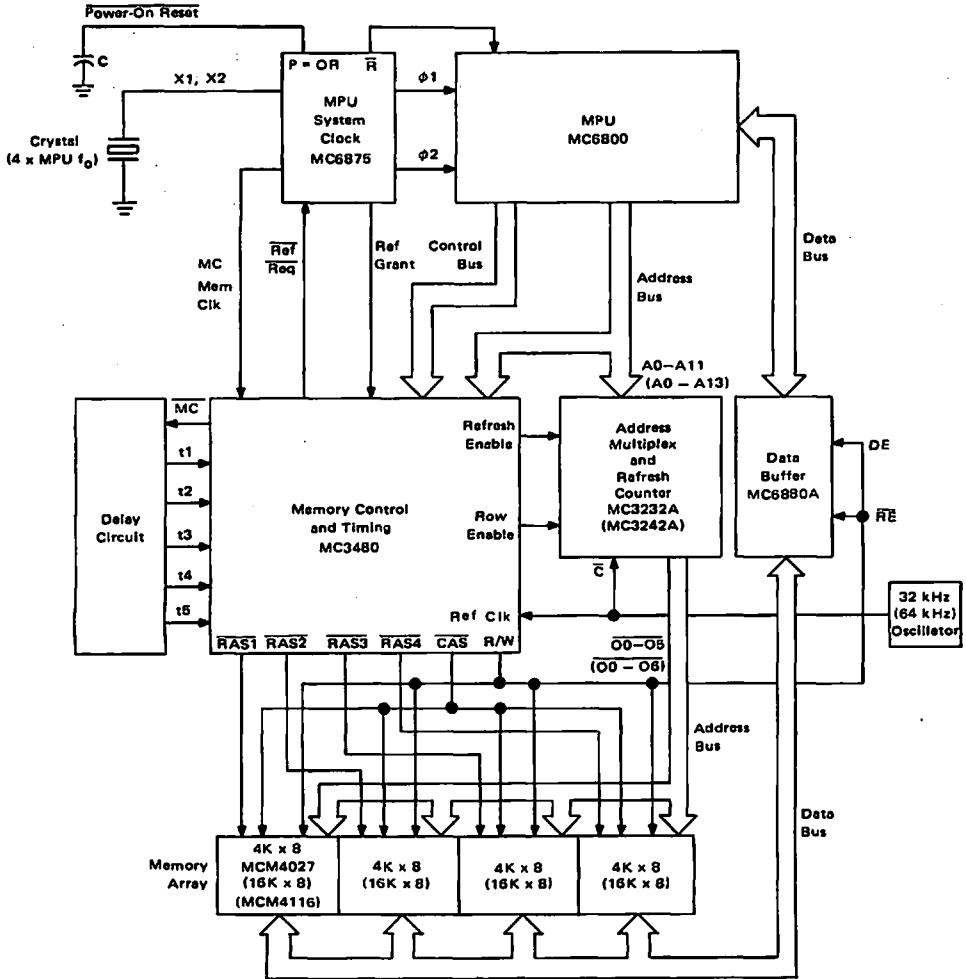 Power-On Reset
C
X1, X2
Crystal
(4 x MPU fo)
P = OR R
MPU
System
Clock
MC6875
ϕ1
ϕ2
MPU
MC6800
MC
Mem
Clk
Ref
Req
Ref
Grant
Control
Bus
Address
Bus
Data
Bus
A0–A11
(A0 – A13)
Delay
Circuit
MC
t1
t2
t3
t4
t5
Memory Control
and Timing
MC3480
Refresh
Enable
Row
Enable
Ref Clk
RAS1 RAS2 RAS3 RAS4 CAS R/W
Address
Multiplex
and
Refresh
Counter
MC3232A
(MC3242A)
C
Data
Buffer
MC6880A
DE
RE
32 kHz
(64 kHz)
Oscillator
O0–O5
(O0 – O6)
Address
Bus
Data
Bus
Memory
Array
4K x 8
MCM4027
(16K x 8)
(MCM4116)
4K x 8
(16K x 8)
4K x 8
(16K x 8)
4K x 8
(16K x 8)